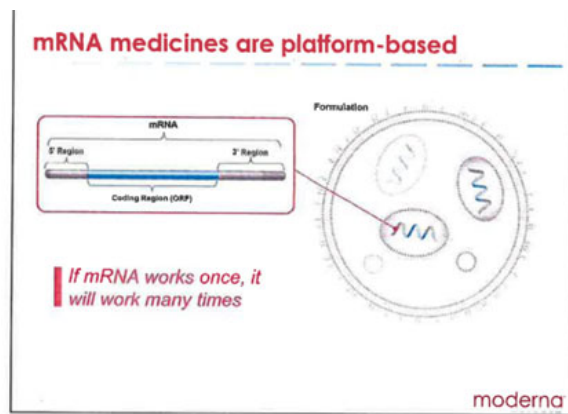 mRNA medicines are platform-based
Formulation
mRNA
5' Region
3' Region
Coding Region (ORF)
If mRNA works once, it
will work many times
moderna